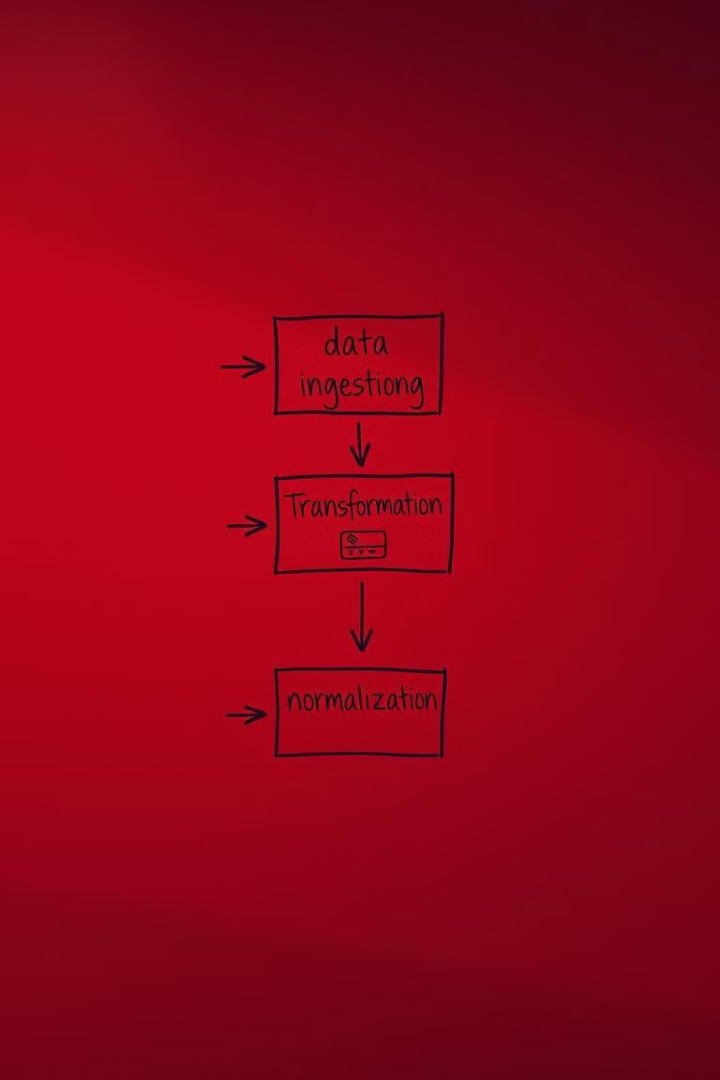 data
ingestiong
Transformation
normalization